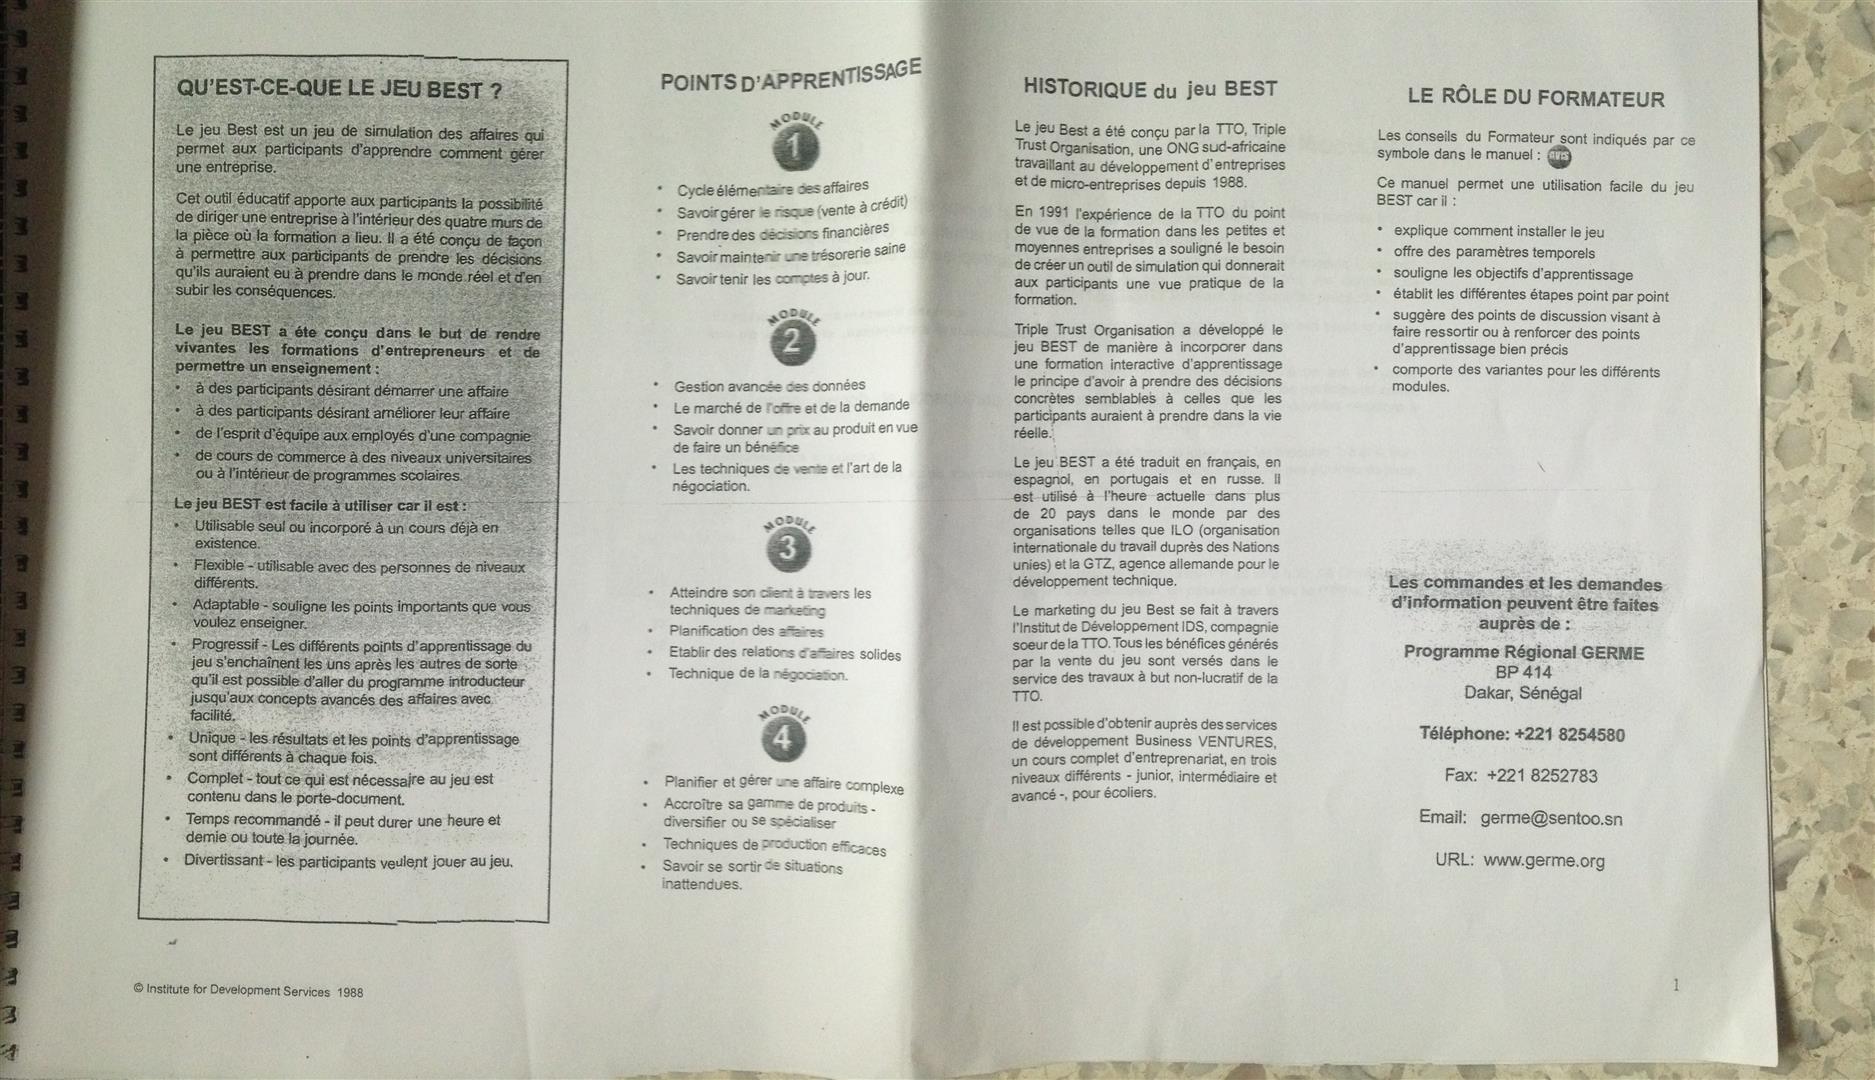 QU'EST-CE-QUE LE JEU BEST ?
Le jeu Best est un jeu de simulation des affaires qui
permet aux participants d'apprendre comment gérer
une entreprise.
Cet outil éducatif apporte aux participants la possibilité
de diriger une entreprise à l'intérieur des quatre murs de
la pièce où la formation a lieu. Il a été conçu de façon
à permettre aux participants de prendre les décisions
qu'ils auraient eu à prendre dans le monde réel et d'en
subir les conséquences.
Le jeu BEST a éte conçu dans le but de rendre
vivantes les formations d'entrepreneurs et de
permettre un enseignement :
• à des participants désirant démarrer une affaire
• à des participants désirant améliorer leur affaire
• de l'esprit d'équipe aux employés d'une compagnie
• de cours de commerce à des niveaux universitaires
ou à l'intérieur de programmes scolaires.
Le jeu BEST est facile à utiliser car il est :
• Utilisable seul ou incorporé à un cours déjà en
existence.
• Flexible - utilisable avec des personnes de niveaux
différents.
• Adaptable - souligne les points importants que vous
voulez enseigner.
• Progressif - Les différents points d'apprentissage du
jeu s'enchaînent les uns après les autres de sorte
qu'il est possible d'aller du programme introducteur
jusqu'aux concepts avancés des affaires avec
facilité.
• Unique - les résultats et les points d'apprentissage
sont différents à chaque fois.
• Complet - tout ce qui est nécessaire au jeu est
contenu dans le porte-document.
• Temps recommandé - il peut durer une heure et
demie ou toute la journée.
• Divertissant - les participants veulent jouer au jeu.
© Institute for Development Services 1988
POINTS D'APPRENTISSAGE
MODULE
1
• Cycle élémentaire des affaires
• Savoir gérer le risque (vente à crédit)
• Prendre des décisions financières
• Savoir maintenir une trésorerie saine
• Savoir tenir les comptes à jour.
MODULE
2
• Gestion avancée des données
• Le marché de l'offre et de la demande
• Savoir donner un prix au produit en vue
de faire un bénéfice
• Les techniques de vente et l'art de la
négociation.
MODULE
3
• Atteindre son client à travers les
techniques de marketing
• Planification des affaires
• Etablir des relations d'affaires solides
• Technique de la négociation.
MODULE
4
• Planifier et gérer une affaire complexe
• Accroître sa gamme de produits -
diversifier ou se spécialiser
• Techniques de production efficaces
• Savoir se sortir de situations
inattendues.
HISTORIQUE du jeu BEST
Le jeu Best a été conçu par la TTO, Triple
Trust Organisation, une ONG sud-africaine
travaillant au développement d'entreprises
et de micro-entreprises depuis 1988.
En 1991 l'expérience de la TTO du point
de vue de la formation dans les petites et
moyennes entreprises a souligné le besoin
de créer un outil de simulation qui donnerait
aux participants une vue pratique de la
formation.
Triple Trust Organisation a développé le
jeu BEST de manière à incorporer dans
une formation interactive d'apprentissage
le principe d'avoir à prendre des décisions
concrètes semblables à celles que les
participants auraient à prendre dans la vie
réelle.
Le jeu BEST a été traduit en français, en
espagnol, en portugais et en russe. Il
est utilisé à l'heure actuelle dans plus
de 20 pays dans le monde par des
organisations telles que ILO (organisation
internationale du travail duprès des Nations
unies) et la GTZ, agence allemande pour le
développement technique.
Le marketing du jeu Best se fait à travers
l'Institut de Développement IDS, compagnie
soeur de la TTO. Tous les bénéfices générés
par la vente du jeu sont versés dans le
service des travaux à but non-lucratif de la
TTO.
Il est possible d'obtenir auprès des services
de développement Business VENTURES,
un cours complet d'entreprenariat, en trois
niveaux différents - junior, intermédiaire et
avancé -, pour écoliers.
LE RÔLE DU FORMATEUR
Les conseils du Formateur sont indiqués par ce
symbole dans le manuel : AVIS
Ce manuel permet une utilisation facile du jeu
BEST car il :
• explique comment installer le jeu
• offre des paramètres temporels
• souligne les objectifs d'apprentissage
• établit les différentes étapes point par point
• suggère des points de discussion visant à
faire ressortir ou à renforcer des points
d'apprentissage bien précis
• comporte des variantes pour les différents
modules.
Les commandes et les demandes
d'information peuvent être faites
auprès de :
Programme Régional GERME
BP 414
Dakar, Sénégal
Téléphone: +221 8254580
Fax: +221 8252783
Email: germe@sentoo.sn
URL: www.germe.org
1